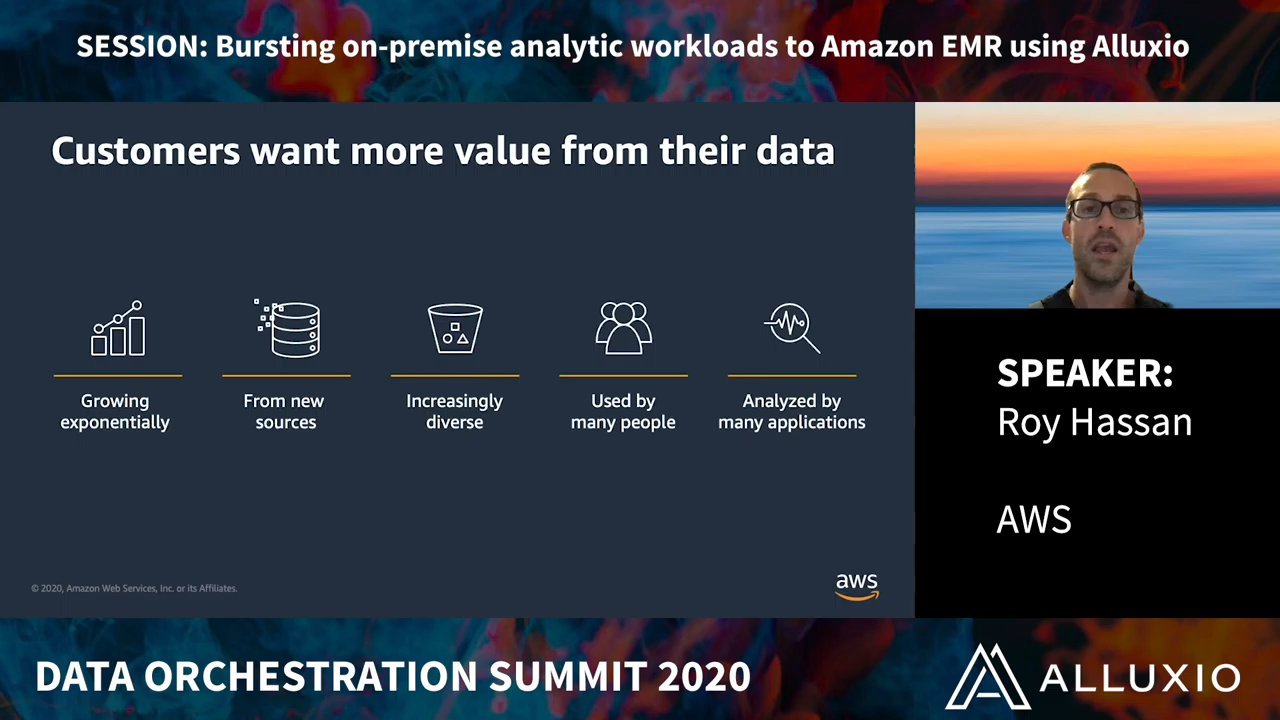 SESSION: Bursting on-premise analytic workloads to Amazon EMR using Alluxio
Customers want more value from their data
Growing
exponentially
From new
sources
Increasingly
diverse
Used by
many people
Analyzed by
many applications
© 2020, Amazon Web Services, Inc. or its Affiliates.
aws
SPEAKER:
Roy Hassan
AWS
DATA ORCHESTRATION SUMMIT 2020
ALLUXIO